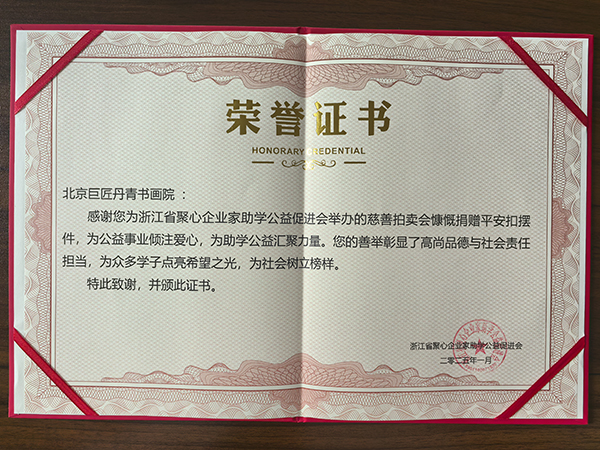 荣誉证书
HONORARY CREDENTIAL
北京巨匠丹青书画院：
感谢您为浙江省聚心企业家助学公益促进会举办的慈善拍卖会慷慨捐赠平安扣摆
件，为公益事业倾注爱心，为助学公益汇聚力量。您的善举彰显了高尚品德与社会责任
担当，为众多学子点亮希望之光，为社会树立榜样。
特此致谢，并颁此证书。
浙江省聚心企业家助学公益促进会
二零二五年一月